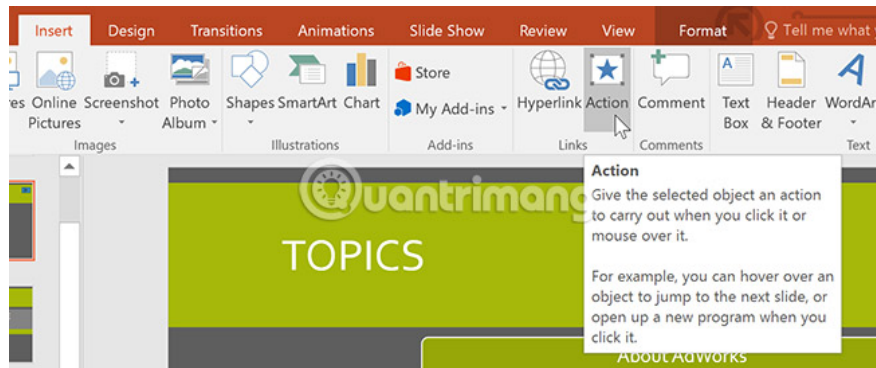 Insert Design Transitions Animations Slide Show Review View Format Tell me what
Online Pictures Screenshot Photo Album Shapes SmartArt Chart Store My Add-ins Hyperlink Action Comment Text Box Header & Footer
Images Illustrations Add-ins Links Comments Text
Action
Give the selected object an action
to carry out when you click it or
mouse over it.
For example, you can hover over an
object to jump to the next slide, or
open up a new program when you
click it.
Quantrimang
TOPICS
About AdWorks